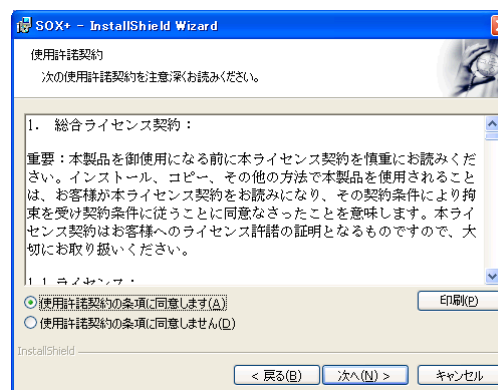 SOX+ - InstallShield Wizard
使用許諾契約
次の使用許諾契約を注意深くお読みください。
1. 総合ライセンス契約：
重要：本製品を御使用になる前に本ライセンス契約を慎重にお読みくだ
さい。インストール、コピー、その他の方法で本製品を使用されること
は、お客様が本ライセンス契約をお読みになり、その契約条件により拘
束を受け契約条件に従うことに同意なさったことを意味します。本ライ
センス契約はお客様へのライセンス許諾の証明となるものですので、大
切にお取り扱いください。
1.1 ライセンス：
使用許諾契約の条項に同意します(A)
印刷(P)
使用許諾契約の条項に同意しません(D)
InstallShield
< 戻る(B)
次へ(N) >
キャンセル